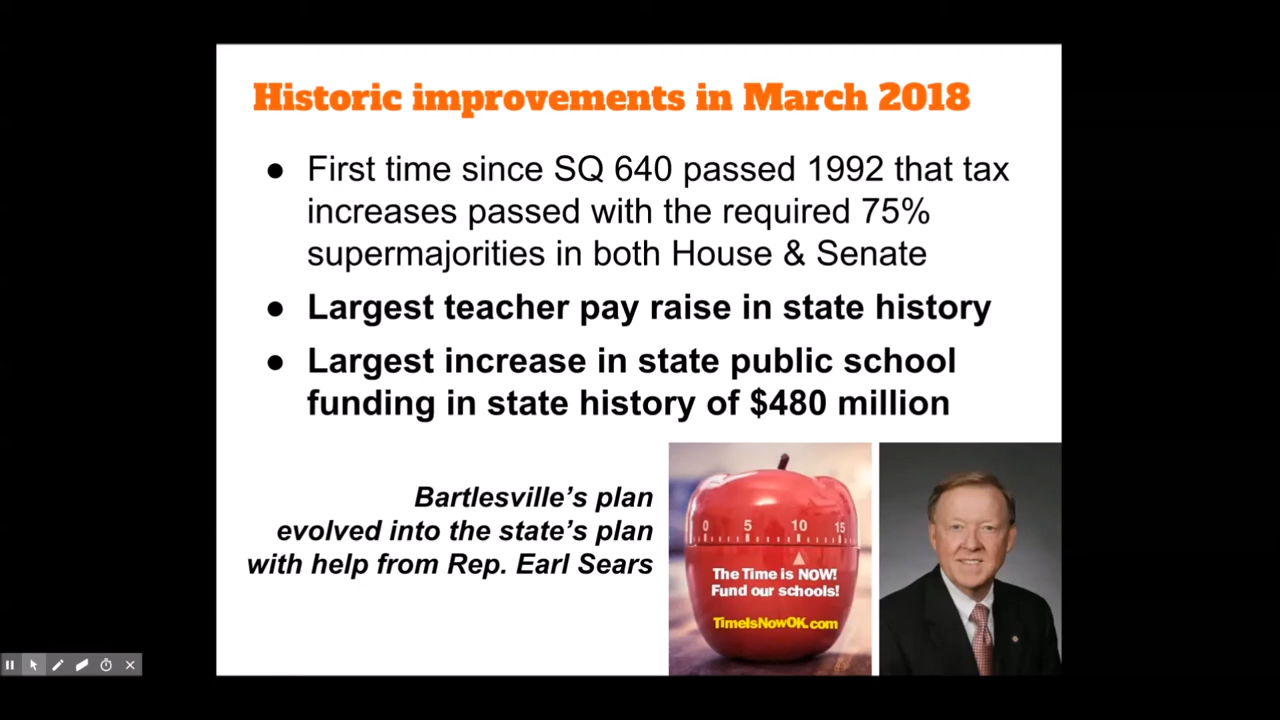 Historic improvements in March 2018
● First time since SQ 640 passed 1992 that tax
increases passed with the required 75%
supermajorities in both House & Senate
● Largest teacher pay raise in state history
● Largest increase in state public school
funding in state history of $480 million
Bartlesville's plan
evolved into the state's plan
with help from Rep. Earl Sears
0 5 10 15
The Time is NOW!
Fund our schools!
TimeIsNowOK.com